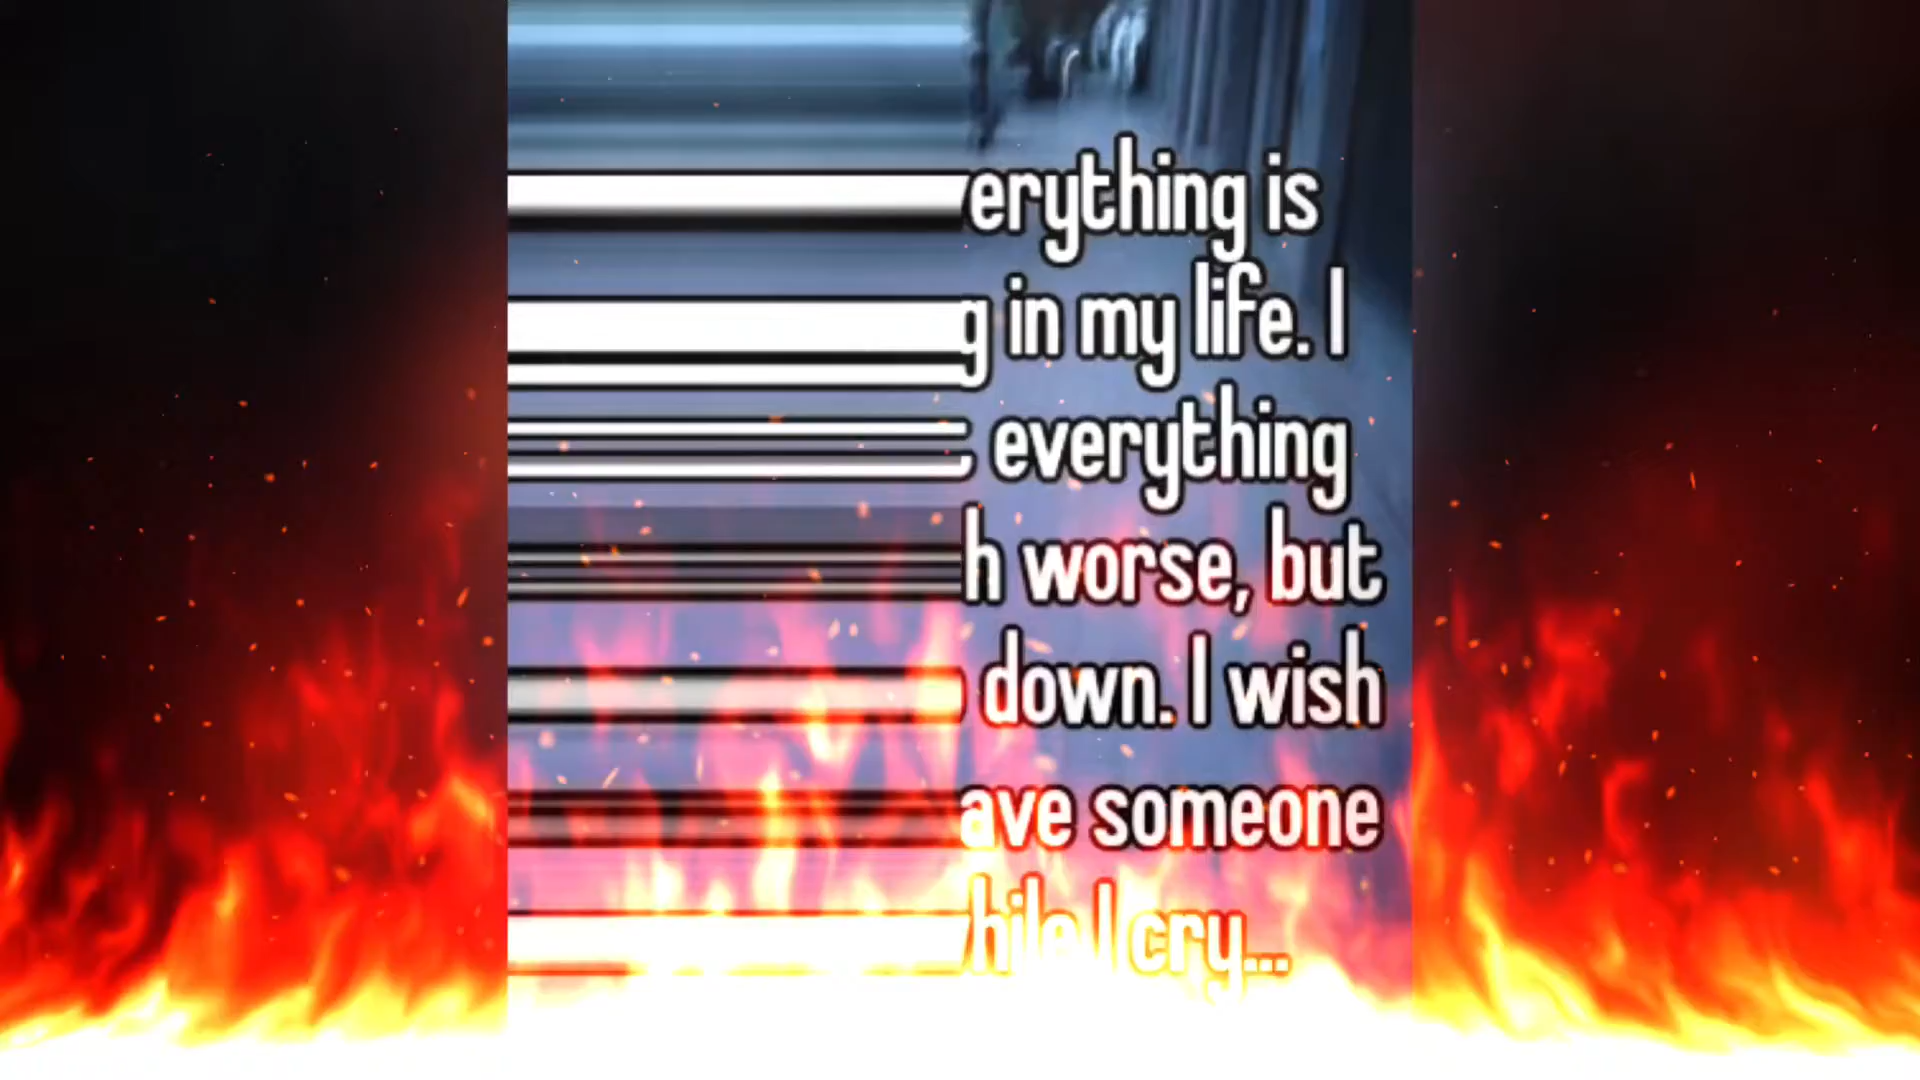 erything is
g in my life. I
everything
h worse, but
down. I wish
ave someone
hile I cry...